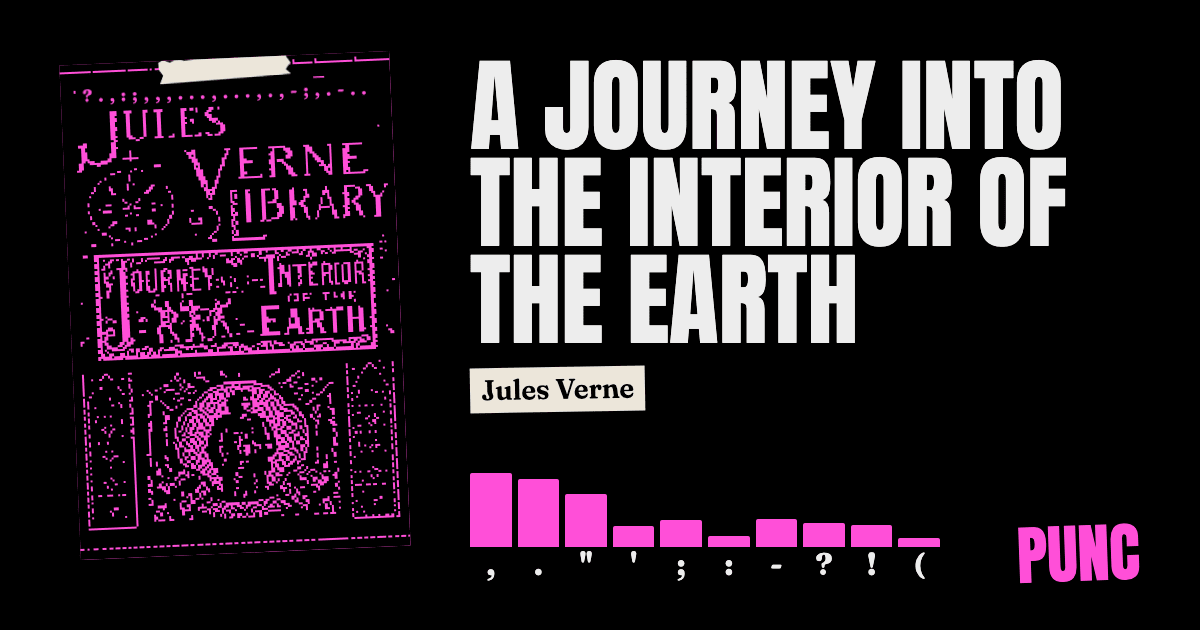 ? . , : ; , , , . . , . . . , . , - ; , . - . .
JULES
VERNE
LIBRARY
JOURNEY INTERIOR
OF THE
EARTH
A JOURNEY INTO
THE INTERIOR OF
THE EARTH
Jules Verne
, . " ' ; : - ? ! (
PUNC